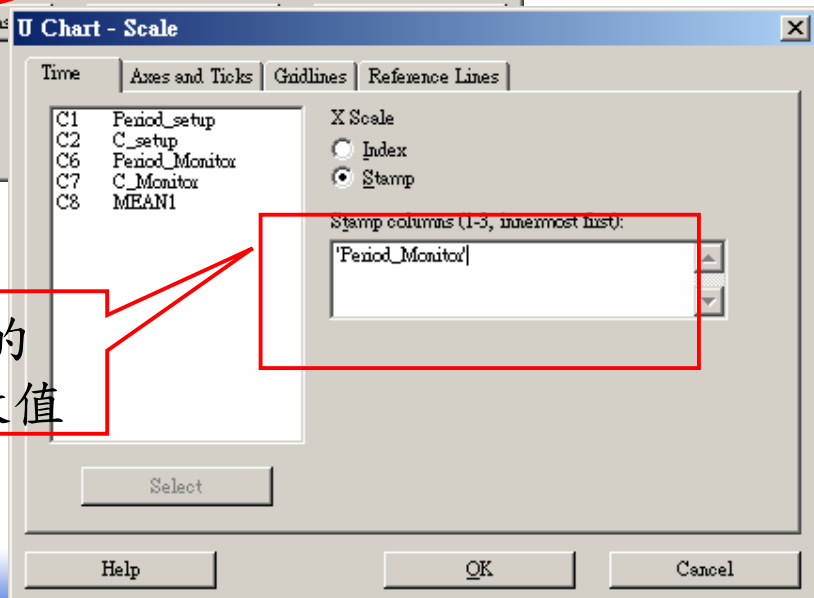 U Chart - Scale
Time
Axes and Ticks
Gridlines
Reference Lines
C1 Period_setup
C2 C_setup
C6 Period_Monitor
C7 C_Monitor
C8 MEAN1
X Scale
Index
Stamp
Stamp columns (1-3, innermost first):
'Period_Monitor'
的
值
Select
Help
OK
Cancel